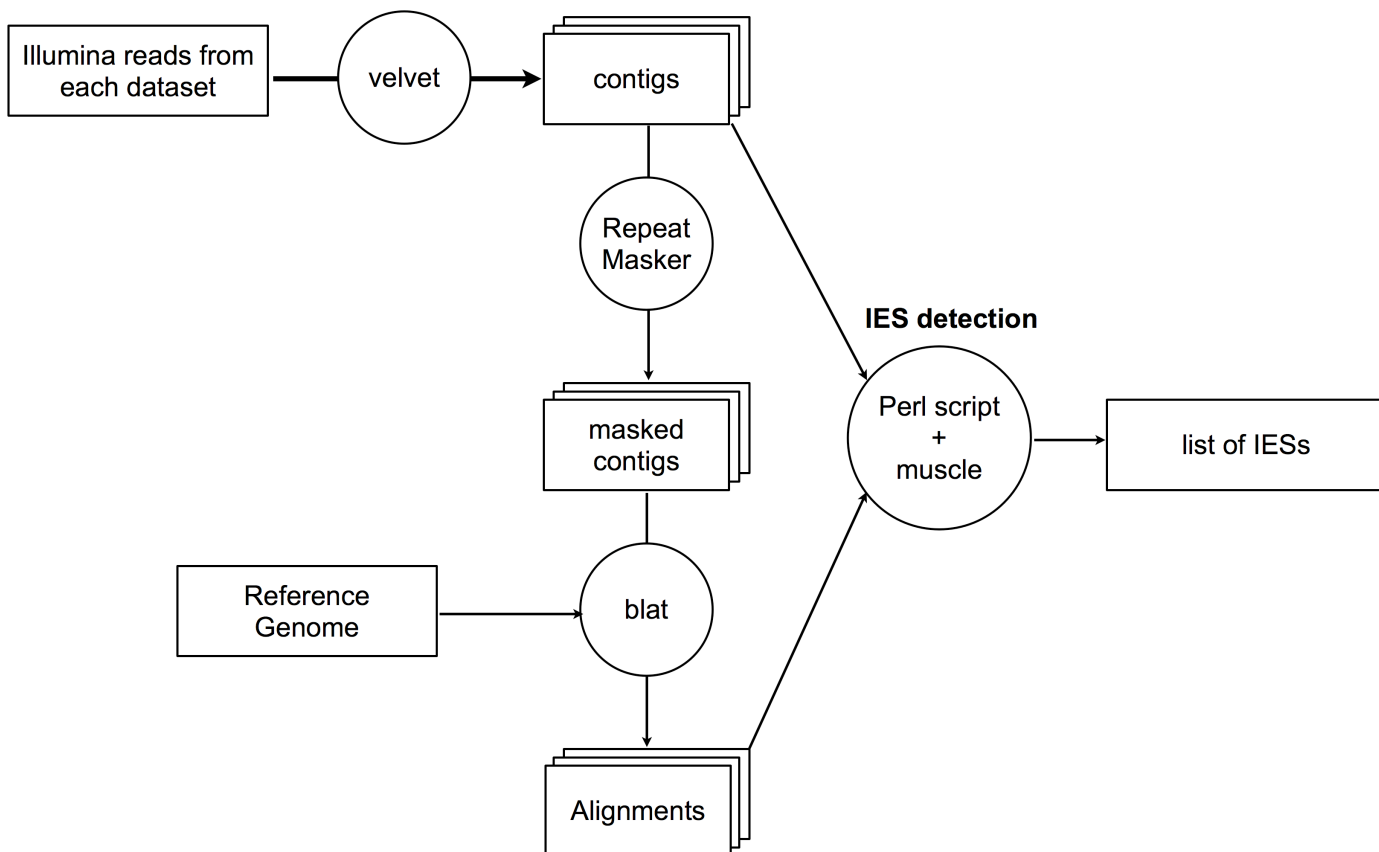 Illumina reads from
each dataset
velvet
contigs
Repeat
Masker
IES detection
Perl script
+
muscle
list of IESs
masked
contigs
Reference
Genome
blat
Alignments